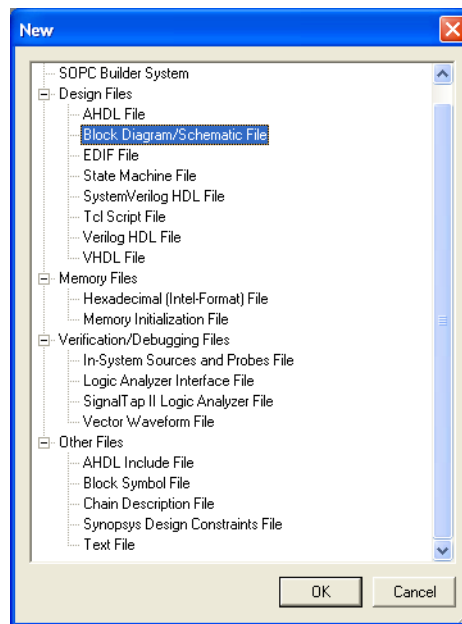 New
SOPC Builder System
Design Files
AHDL File
Block Diagram/Schematic File
EDIF File
State Machine File
SystemVerilog HDL File
Tcl Script File
Verilog HDL File
VHDL File
Memory Files
Hexadecimal (Intel-Format) File
Memory Initialization File
Verification/Debugging Files
In-System Sources and Probes File
Logic Analyzer Interface File
SignalTap II Logic Analyzer File
Vector Waveform File
Other Files
AHDL Include File
Block Symbol File
Chain Description File
Synopsys Design Constraints File
Text File
OK Cancel